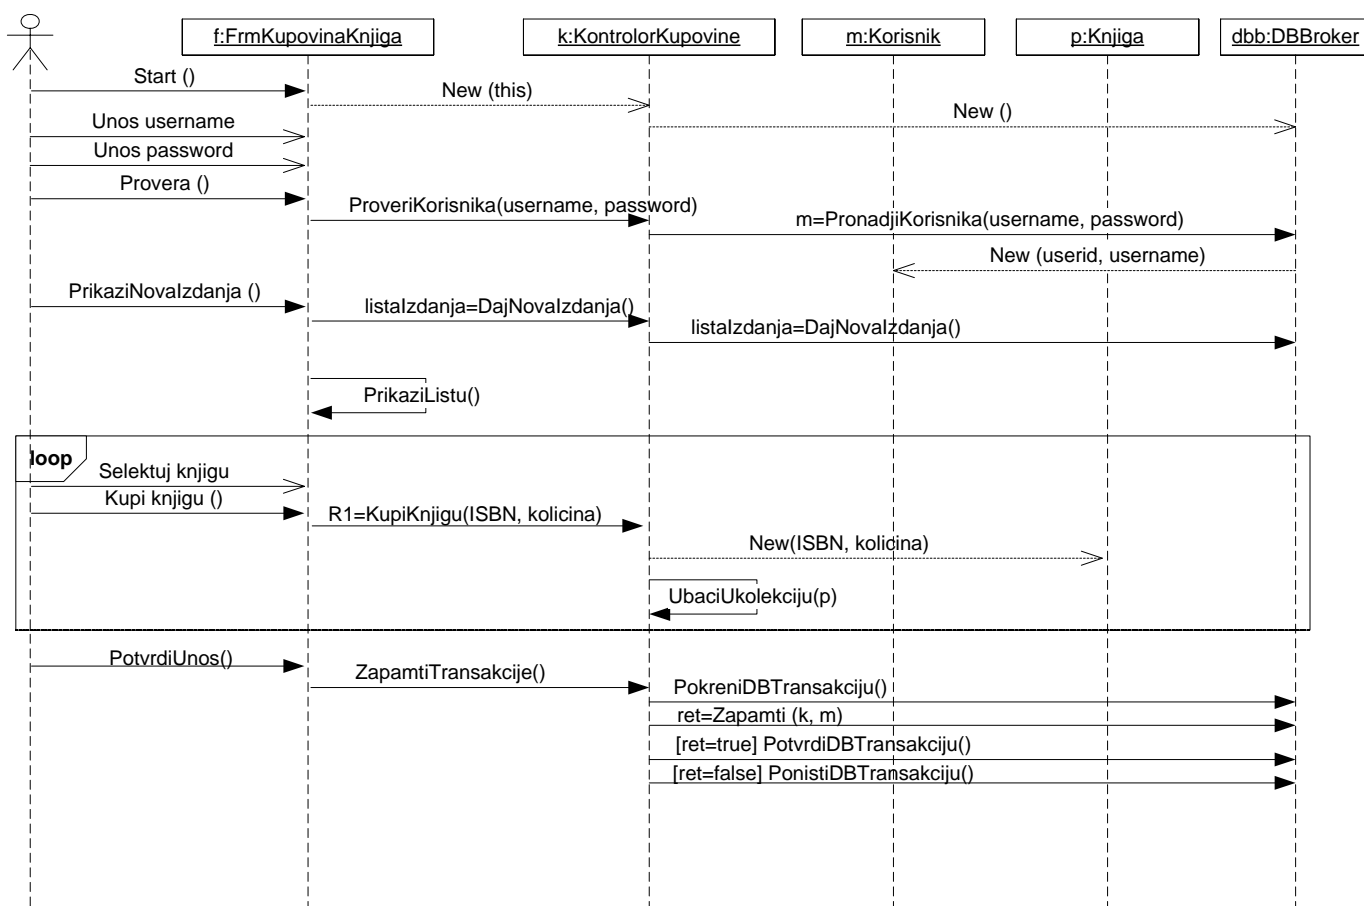 f:FrmKupovinaKnjiga
k:KontrolorKupovine
m:Korisnik
p:Knjiga
dbb:DBBroker
Start ()
New (this)
New ()
Unos username
Unos password
Provera ()
ProveriKorisnika(username, password)
m=PronadjiKorisnika(username, password)
New (userid, username)
PrikaziNovaIzdanja ()
listaIzdanja=DajNovaIzdanja()
listaIzdanja=DajNovaIzdanja()
PrikaziListu()
loop
Selektuj knjigu
Kupi knjigu ()
R1=KupiKnjigu(ISBN, kolicina)
New(ISBN, kolicina)
UbaciUkolekciju(p)
PotvrdiUnos()
ZapamtiTransakcije()
PokreniDBTransakciju()
ret=Zapamti (k, m)
[ret=true] PotvrdiDBTransakciju()
[ret=false] PonistiDBTransakciju()